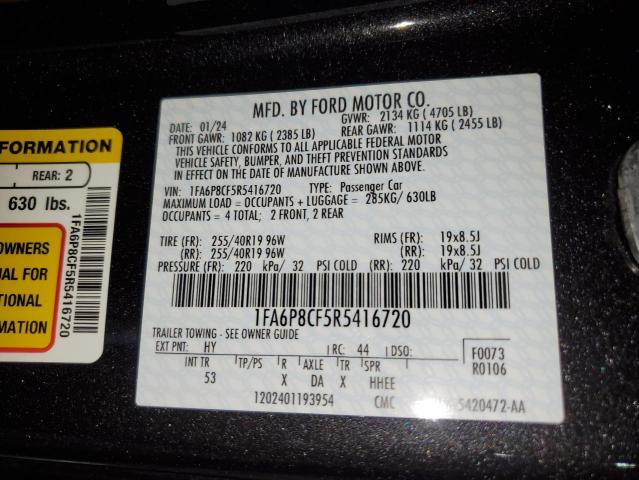 FORMATION
REAR: 2
630 lbs.
OWNERS
UAL FOR
TIONAL
RMATION
1FA6P8CF5R5416720
MFD. BY FORD MOTOR CO.
DATE: 01/24 GVWR: 2134 KG ( 4705 LB)
FRONT GAWR: 1082 KG ( 2385 LB) REAR GAWR: 1114 KG ( 2455 LB)
THIS VEHICLE CONFORMS TO ALL APPLICABLE FEDERAL MOTOR
VEHICLE SAFETY, BUMPER, AND THEFT PREVENTION STANDARDS
IN EFFECT ON THE DATE OF MANUFACTURE SHOWN ABOVE.
VIN: 1FA6P8CF5R5416720 TYPE: Passenger Car
MAXIMUM LOAD = OCCUPANTS + LUGGAGE = 285KG/ 630LB
OCCUPANTS = 4 TOTAL; 2 FRONT, 2 REAR
TIRE (FR): 255/40R19 96W RIMS (FR): 19x8.5J
(RR): 255/40R19 96W (RR): 19x8.5J
PRESSURE (FR): 220 kPa/ 32 PSI COLD (RR): 220 kPa/ 32 PSI COLD
1FA6P8CF5R5416720
TRAILER TOWING - SEE OWNER GUIDE
EXT PNT: HY RC: 44 DSO: F0073
INT TR TP/PS R AXLE TR SPR R0106
53 X DA X HHEE
1202401193954 CMC 5420472-AA